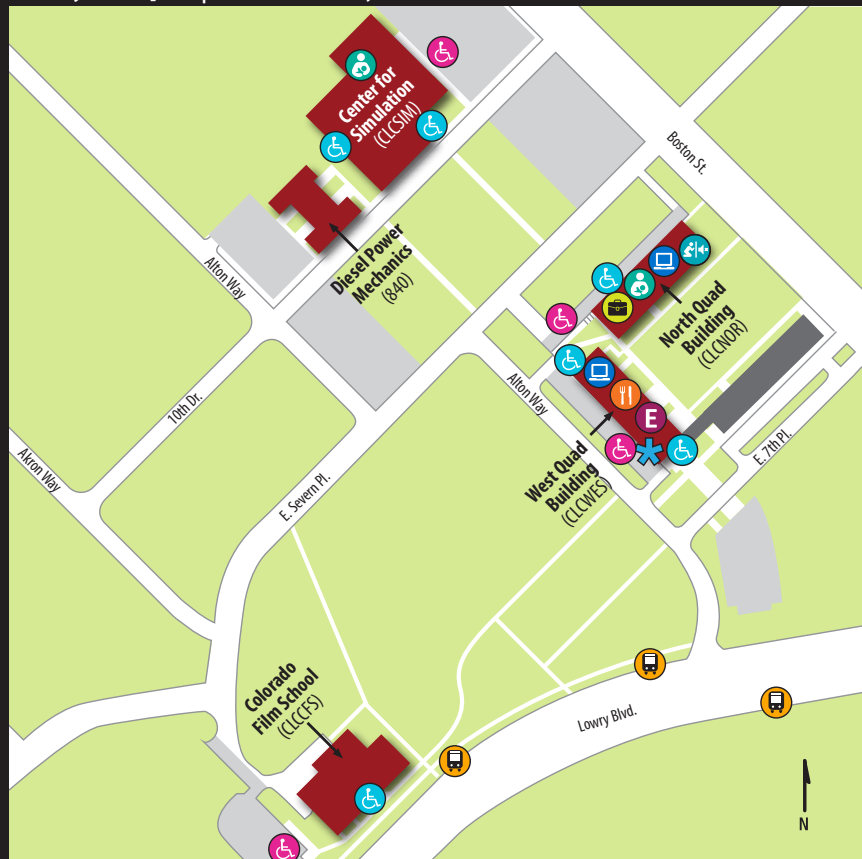 Center for
Simulation
(CLCSIM)
Boston St.
Diesel Power
Mechanics
(840)
Alton Way
North Quad
Building
(CLCNOR)
10th Dr.
Alton Way
E
E. 7th Pl.
Akron Way
West Quad
Building
(CLCWES)
E. Severn Pl.
Colorado
Film School
(CLCCFS)
Lowry Blvd.
N